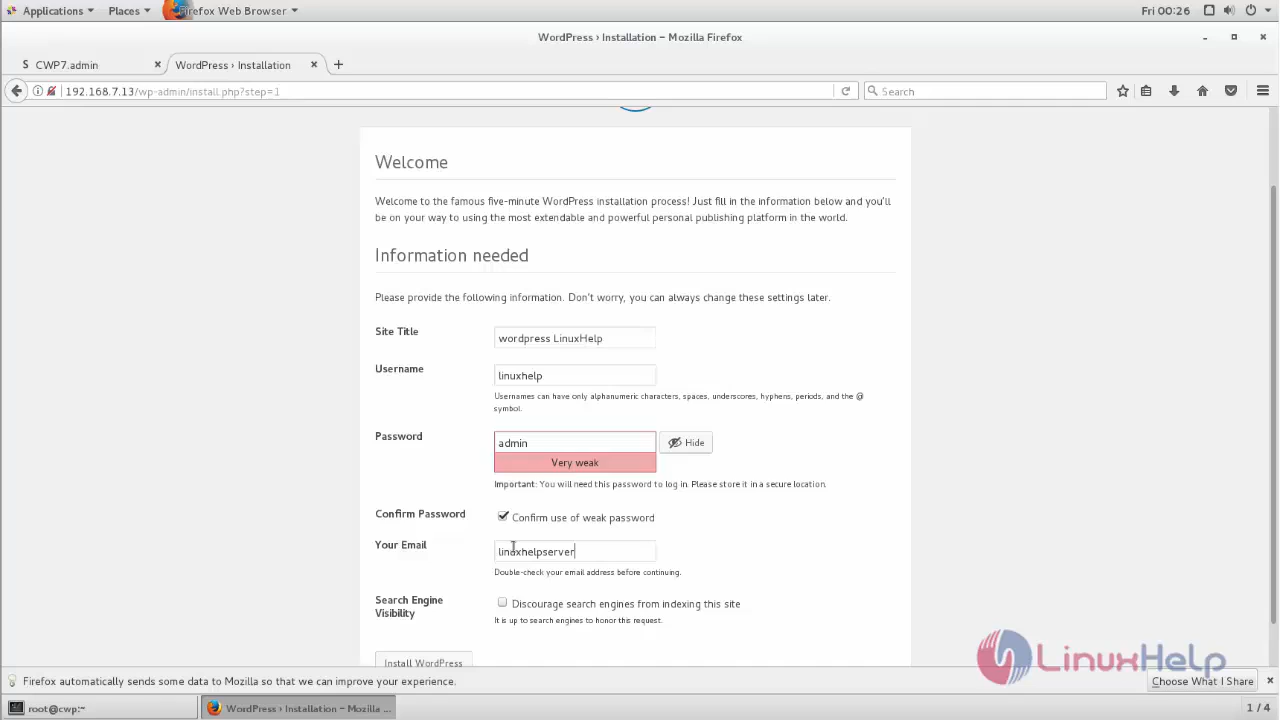 Applications Places Firefox Web Browser Fri 00:26
WordPress › Installation – Mozilla Firefox
CWP7.admin WordPress › Installation
192.168.7.13/wp-admin/install.php?step=1 Search
Welcome
Welcome to the famous five-minute WordPress installation process! Just fill in the information below and you'll
be on your way to using the most extendable and powerful personal publishing platform in the world.
Information needed
Please provide the following information. Don't worry, you can always change these settings later.
Site Title wordpress LinuxHelp
Username linuxhelp
Usernames can have only alphanumeric characters, spaces, underscores, hyphens, periods, and the @
symbol.
Password admin Hide
Very weak
Important: You will need this password to log in. Please store it in a secure location.
Confirm Password Confirm use of weak password
Your Email linuxhelpserver
Double-check your email address before continuing.
Search Engine
Visibility
Discourage search engines from indexing this site
It is up to search engines to honor this request.
Install WordPress
LinuxHelp
Firefox automatically sends some data to Mozilla so that we can improve your experience. Choose What I Share
root@cwp:~ WordPress › Installation – Mozilla ... 1 / 4